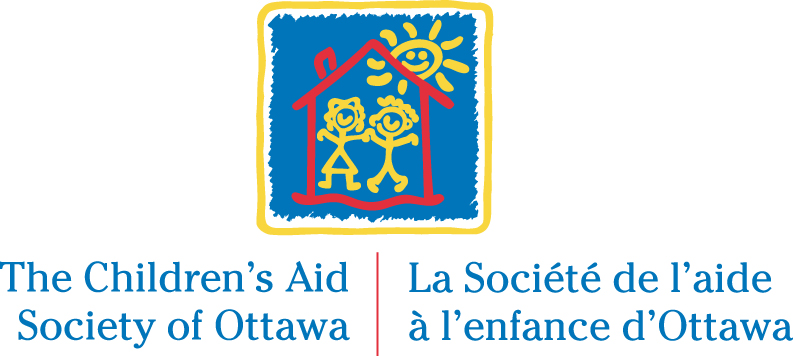 The Children's Aid
Society of Ottawa
La Société de l'aide
à l'enfance d'Ottawa